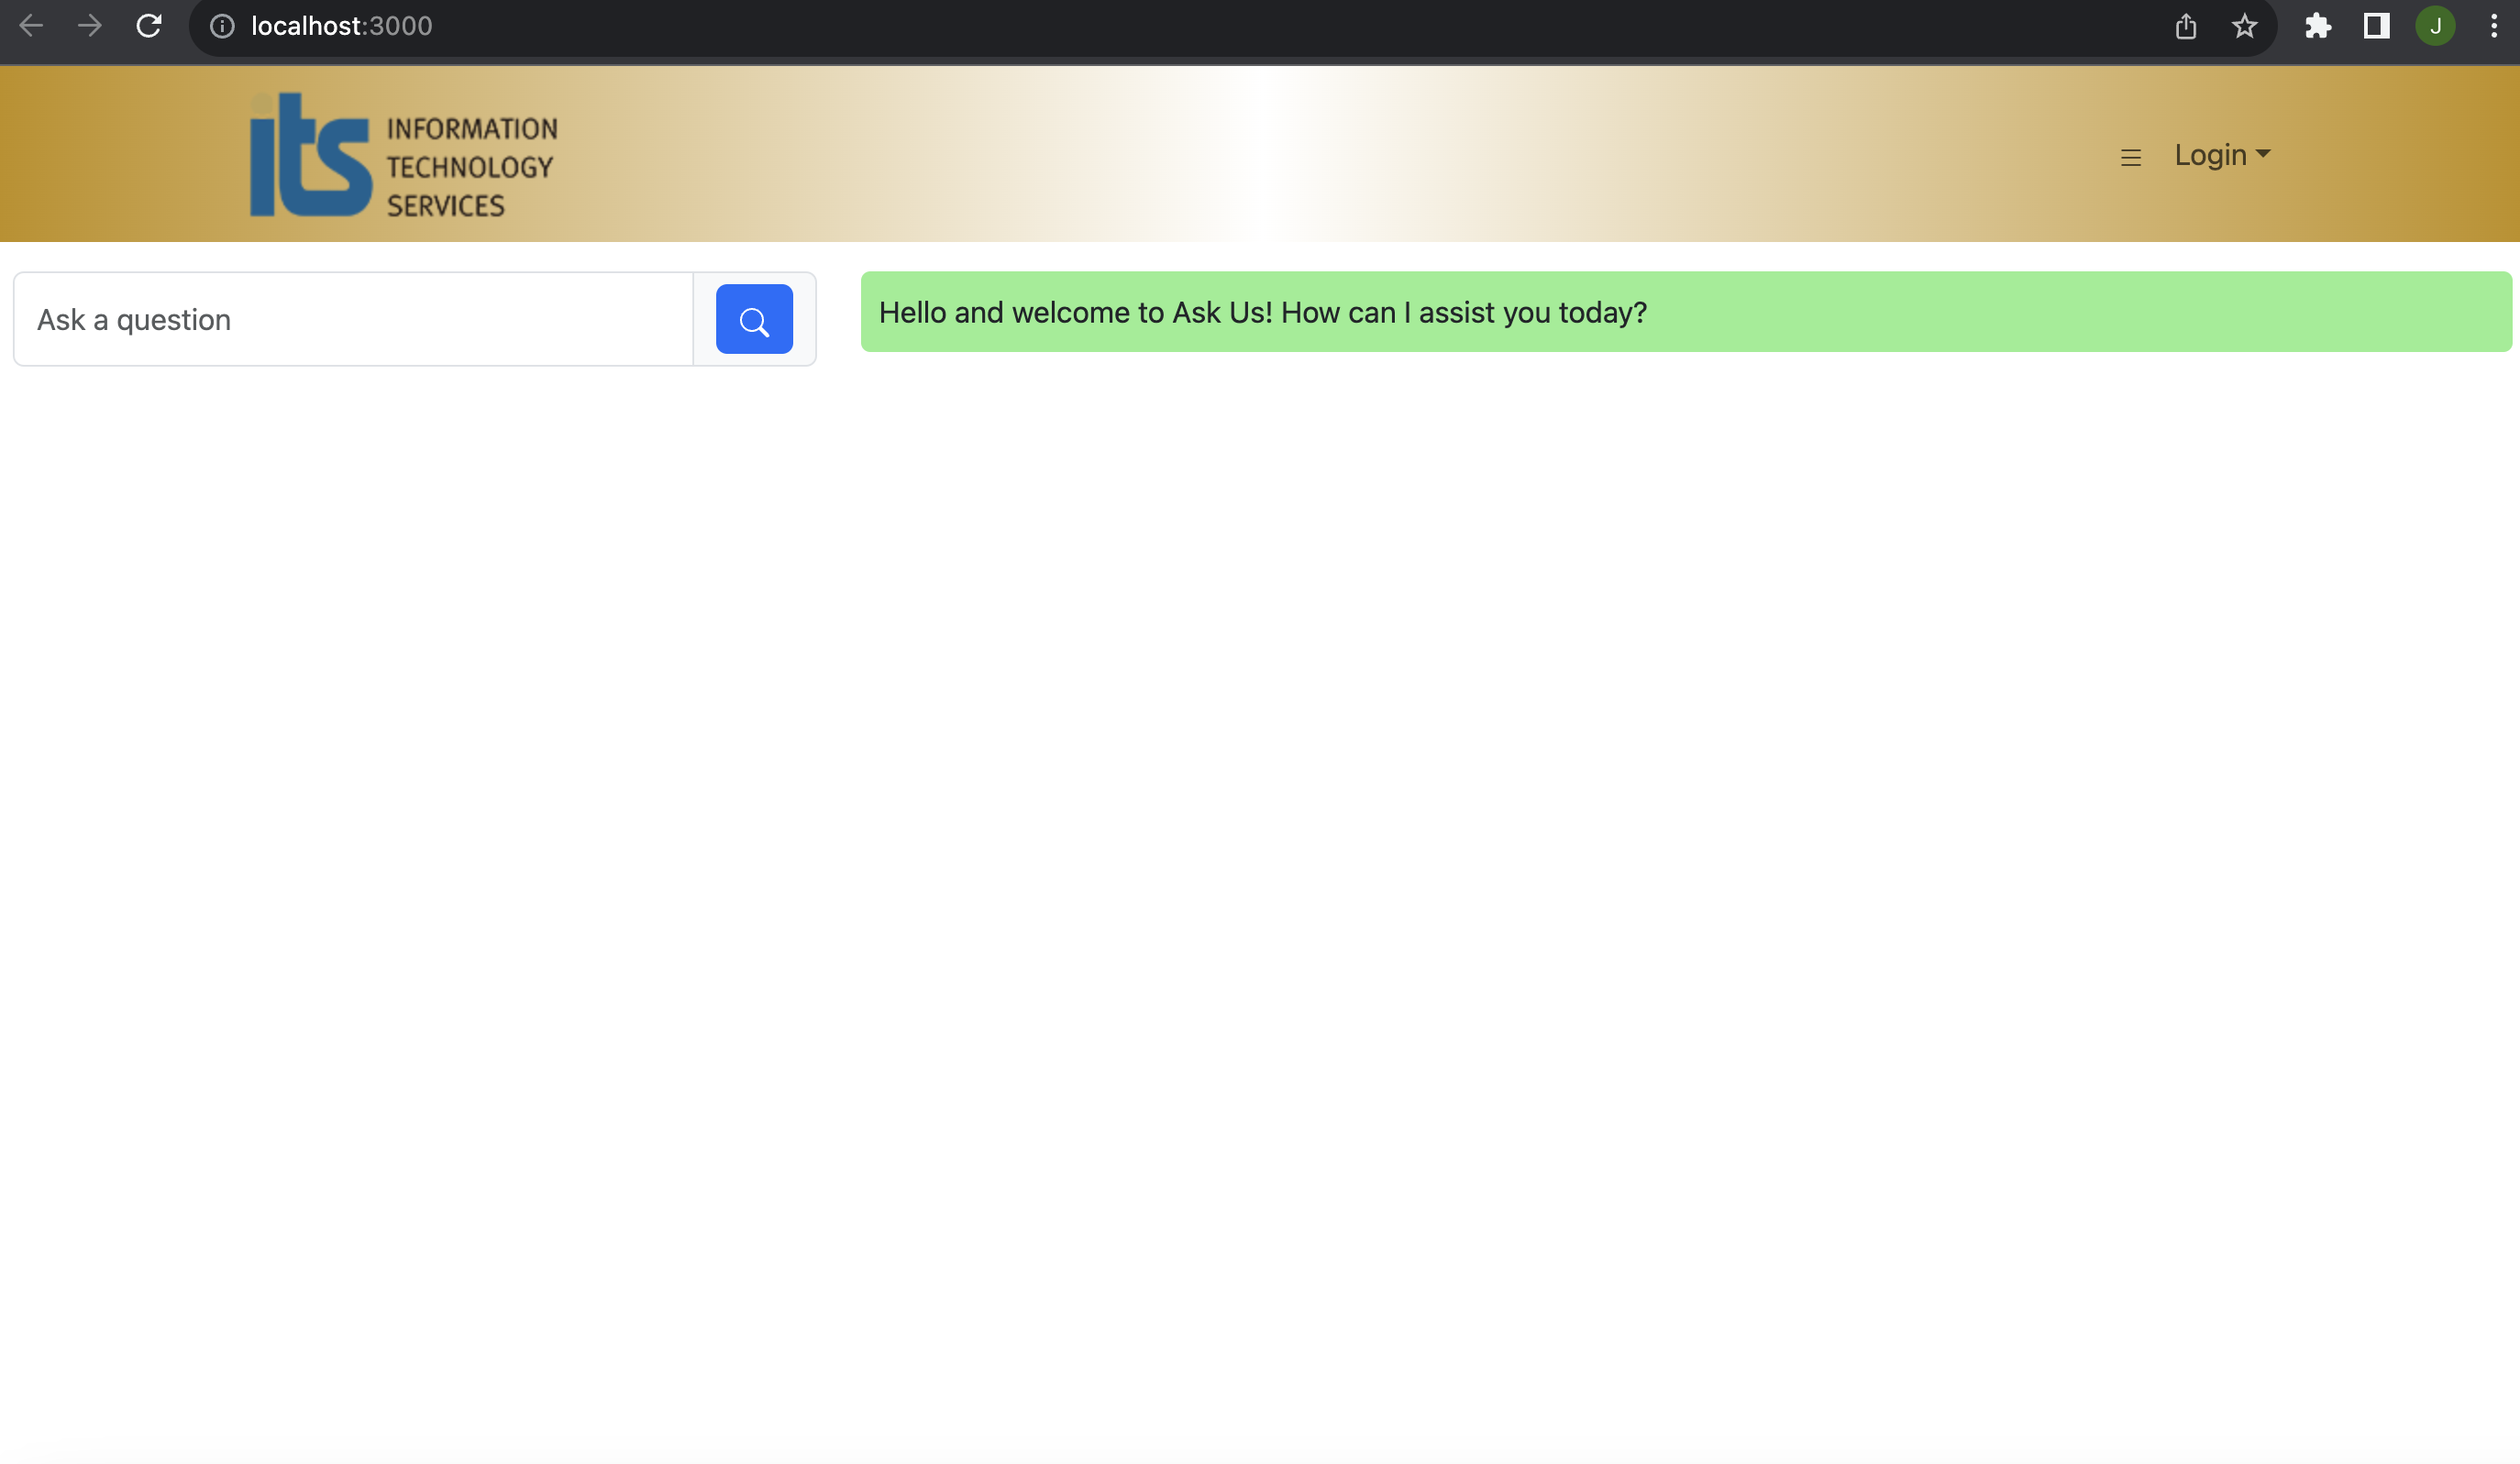 localhost:3000
J
its
INFORMATION
TECHNOLOGY
SERVICES
Login
Ask a question
Hello and welcome to Ask Us! How can I assist you today?